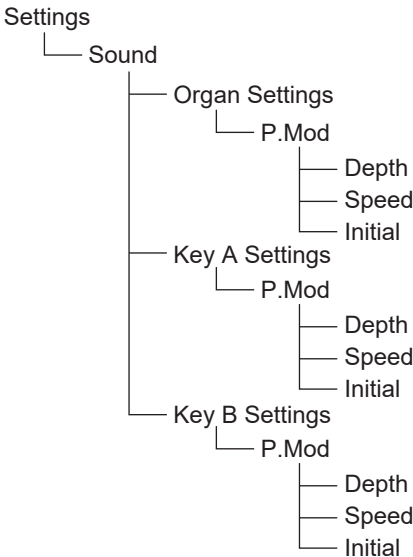 Settings
Sound
Organ Settings
P.Mod
Depth
Speed
Initial
Key A Settings
P.Mod
Depth
Speed
Initial
Key B Settings
P.Mod
Depth
Speed
Initial